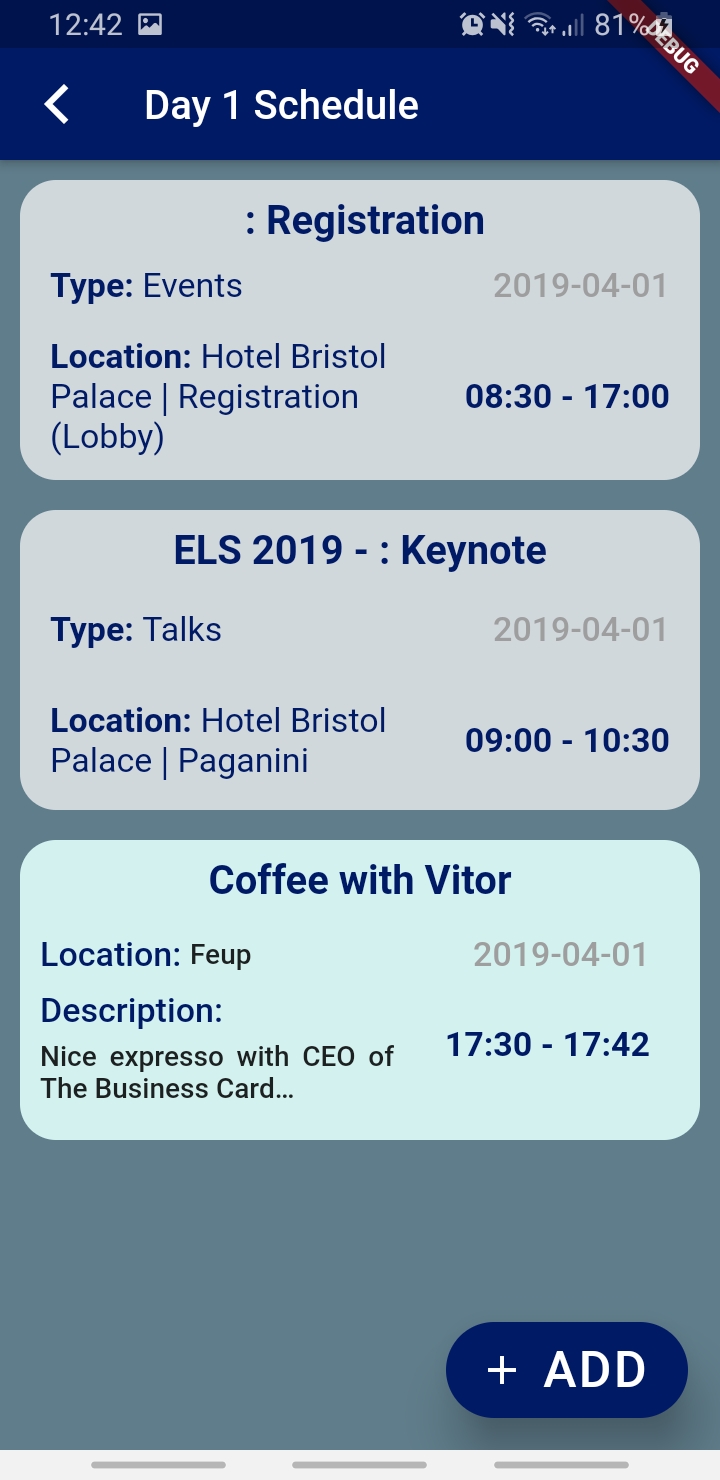 12:42 81%
DEBUG
Day 1 Schedule
: Registration
Type: Events 2019-04-01
Location: Hotel Bristol
Palace | Registration 08:30 - 17:00
(Lobby)
ELS 2019 - : Keynote
Type: Talks 2019-04-01
Location: Hotel Bristol
Palace | Paganini
09:00 - 10:30
Coffee with Vitor
Location: Feup 2019-04-01
Description:
Nice expresso with CEO of
The Business Card...
17:30 - 17:42
+ ADD